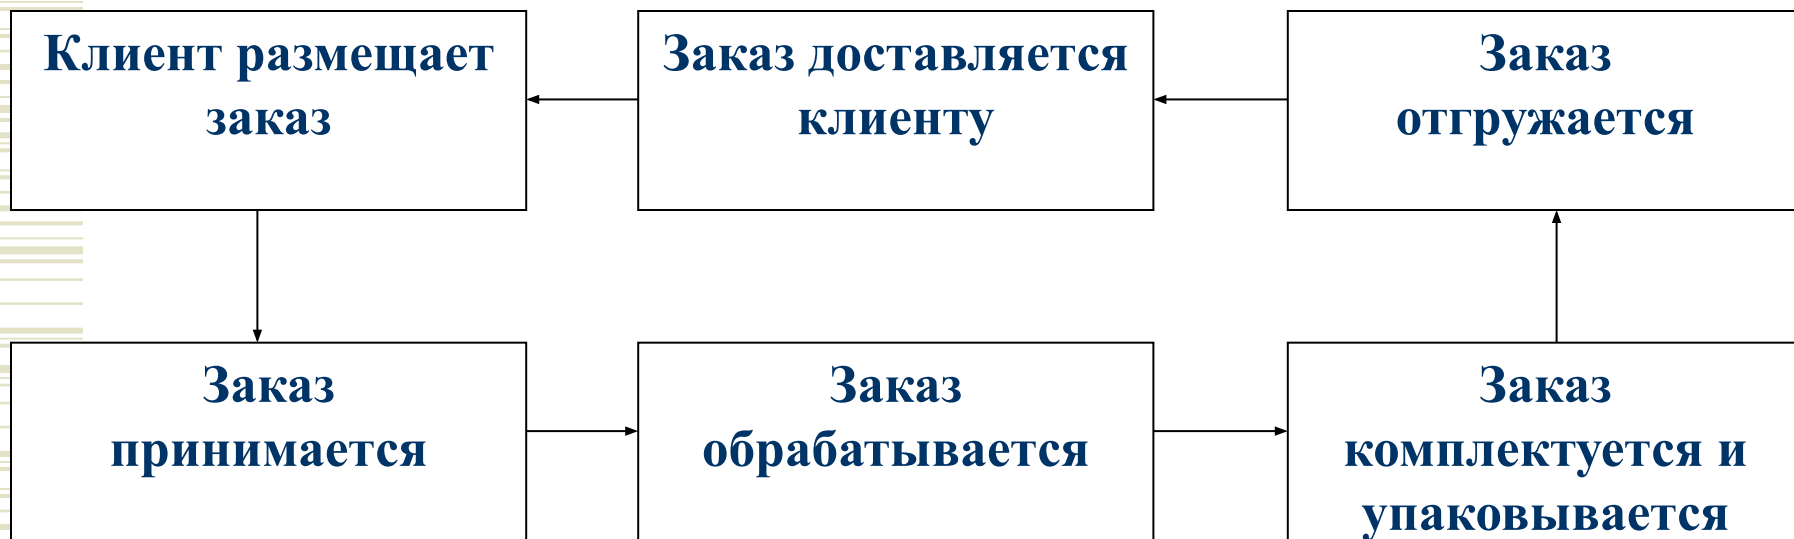 Клиент размещает
заказ
Заказ доставляется
клиенту
Заказ
отгружается
Заказ
принимается
Заказ
обрабатывается
Заказ
комплектуется и
упаковывается